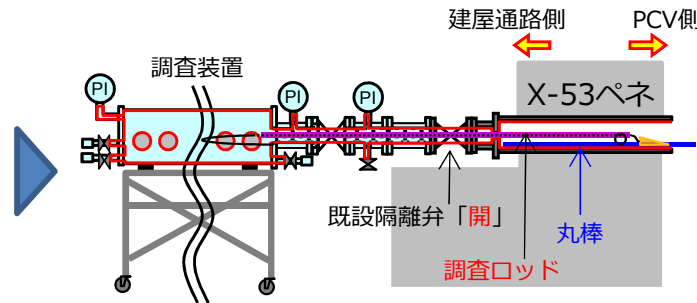 建屋通路側
PCV側
調査装置
PI
PI
PI
X-53ペネ
既設隔離弁「開」
丸棒
調査ロッド